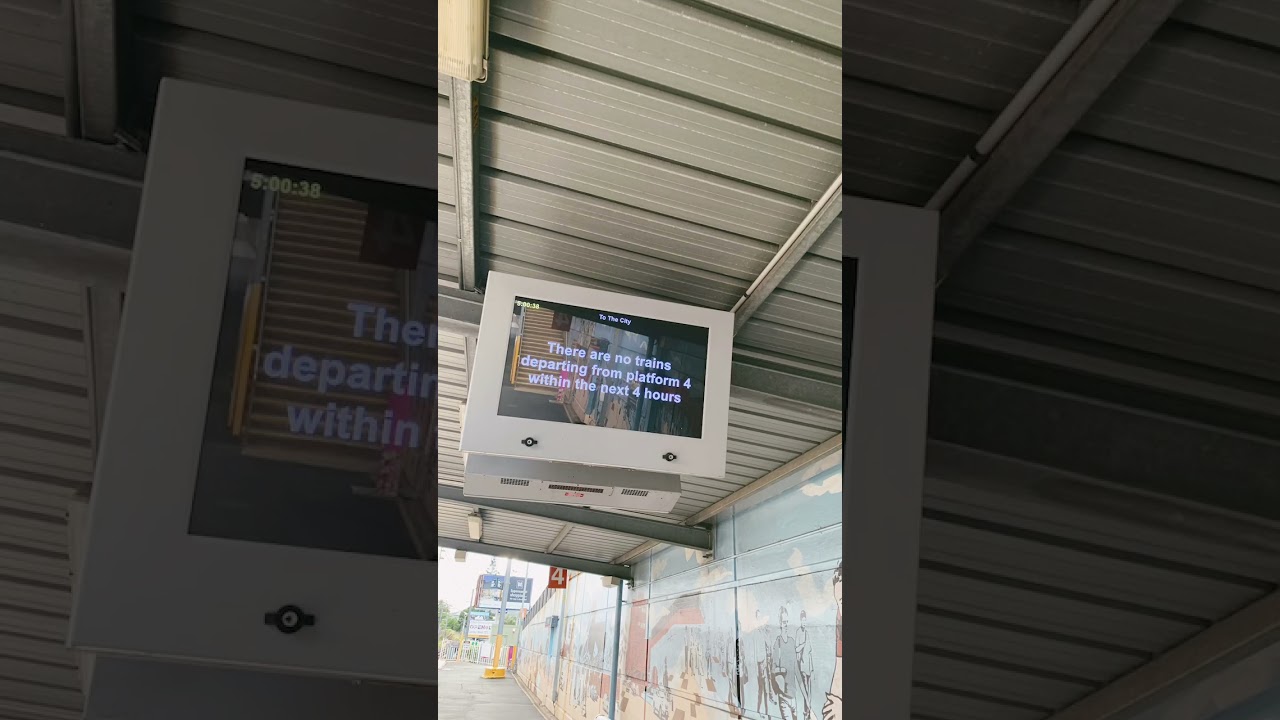 5:00:38
To The City
There are no trains
departing from platform 4
within the next 4 hours
4